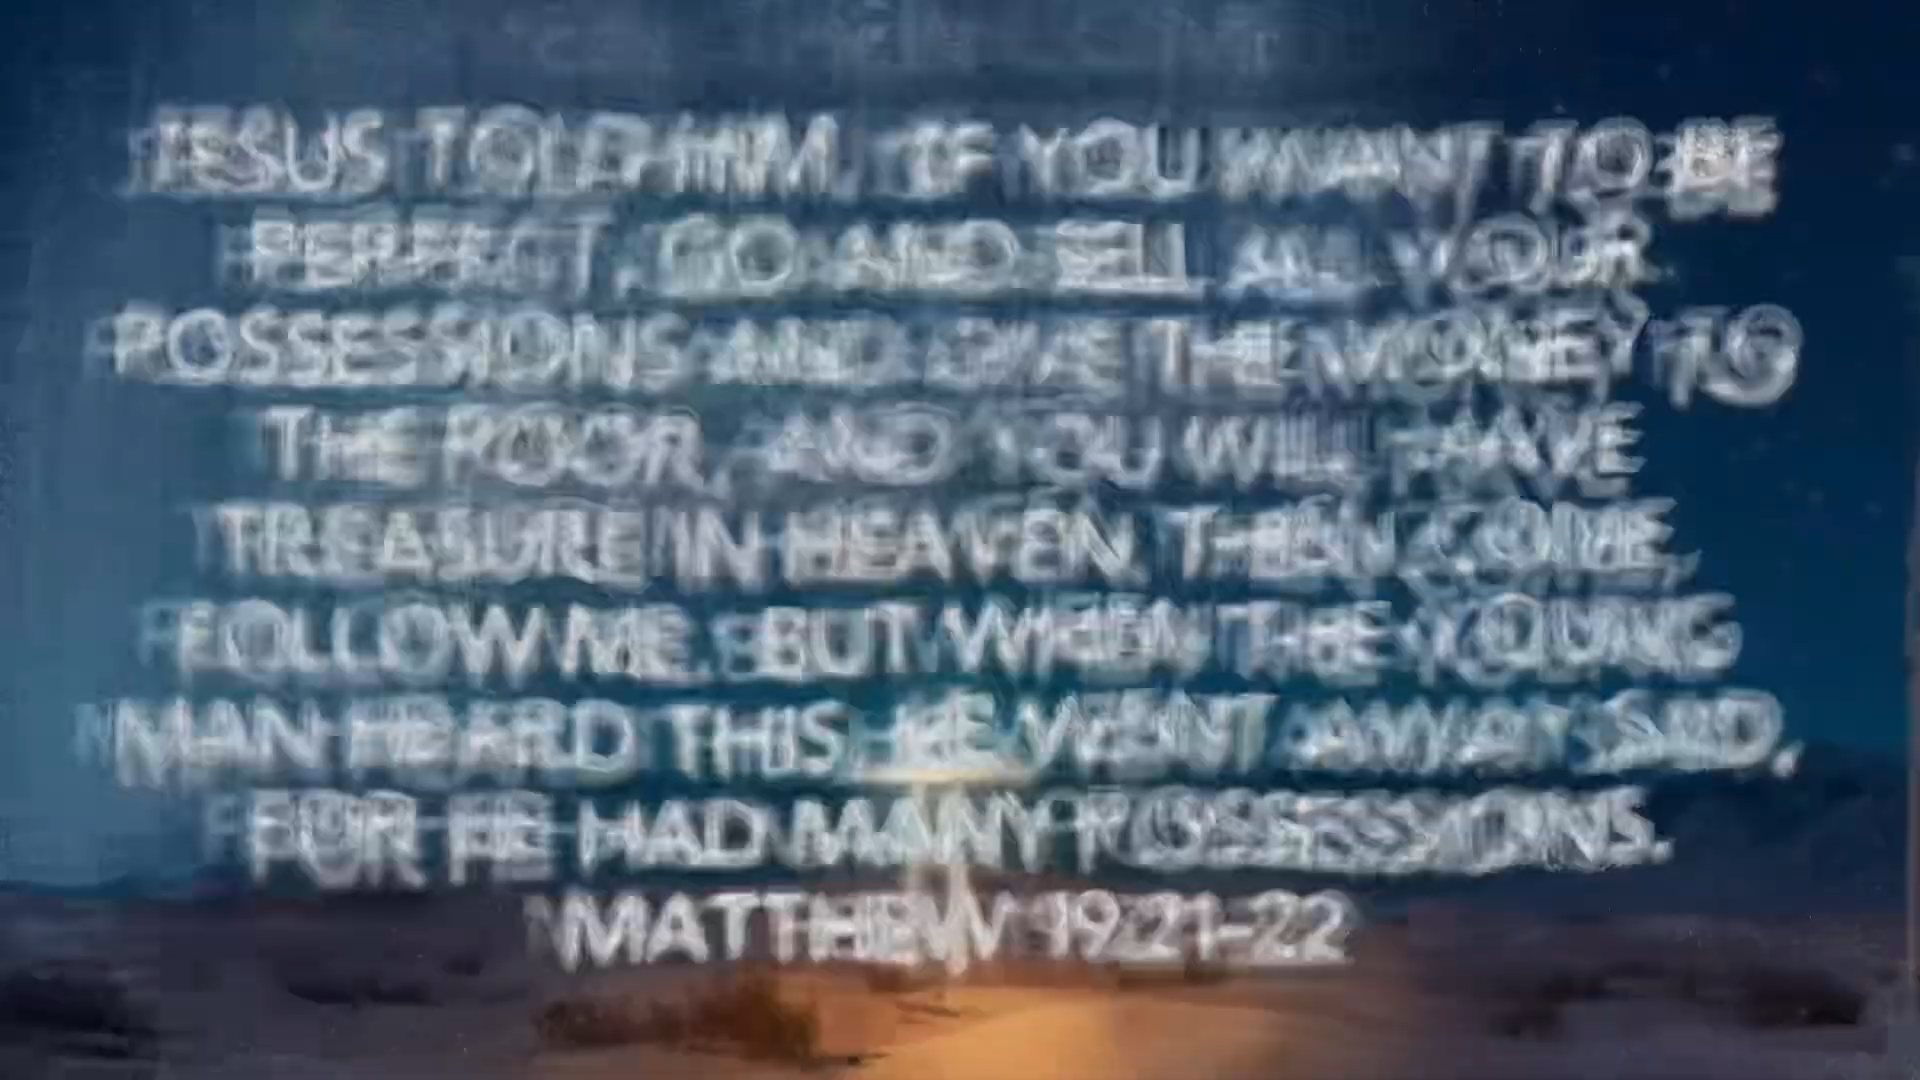 JESUS TOLD HIM, IF YOU WANT TO BE
PERFECT, GO AND SELL ALL YOUR
POSSESSIONS AND GIVE THE MONEY TO
THE POOR, AND YOU WILL HAVE
TREASURE IN HEAVEN. THEN COME,
FOLLOW ME. BUT WHEN THE YOUNG
MAN HEARD THIS, HE WENT AWAY SAD,
FOR HE HAD MANY POSSESSIONS.
MATTHEW 19:21-22